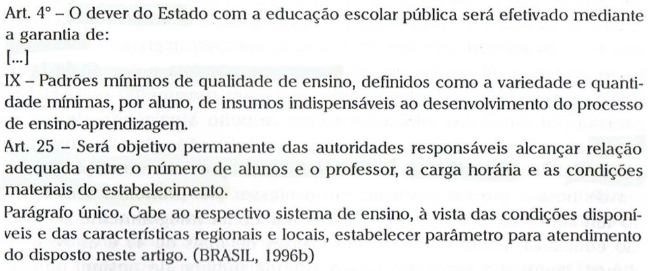 Art. 4° – O dever do Estado com a educação escolar pública será efetivado mediante
a garantia de:
[...]
IX – Padrões mínimos de qualidade de ensino, definidos como a variedade e quanti-
dade mínimas, por aluno, de insumos indispensáveis ao desenvolvimento do processo
de ensino-aprendizagem.
Art. 25 – Será objetivo permanente das autoridades responsáveis alcançar relação
adequada entre o número de alunos e o professor, a carga horária e as condições
materiais do estabelecimento.
Parágrafo único. Cabe ao respectivo sistema de ensino, à vista das condições disponí-
veis e das características regionais e locais, estabelecer parâmetro para atendimento
do disposto neste artigo. (BRASIL, 1996b)